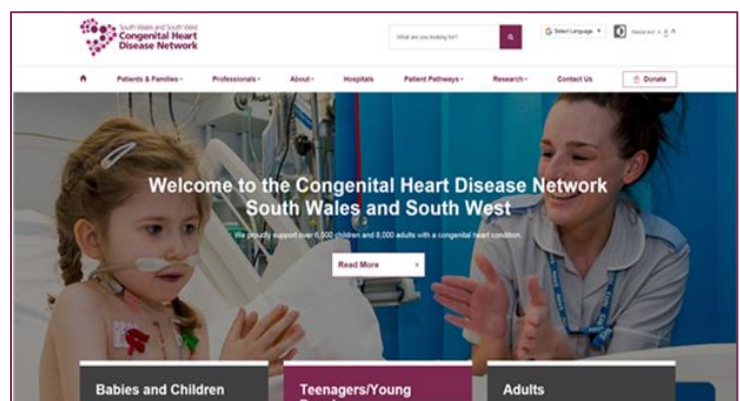 South Wales and South West
Congenital Heart
Disease Network
What are you looking for?
Select Language
Resize text A A A
Patients & Families
Professionals
About
Hospitals
Patient Pathways
Research
Contact Us
Donate
Welcome to the Congenital Heart Disease Network
South Wales and South West
We proudly support over 6,000 children and 8,000 adults with a congenital heart condition.
Read More
Babies and Children
Teenagers/Young
Adults